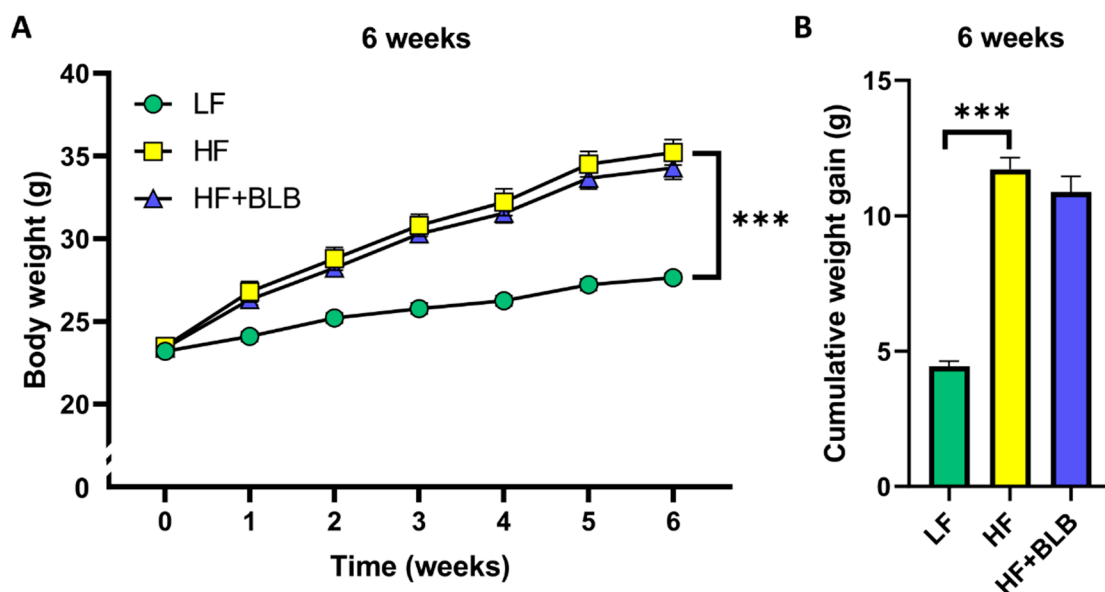 A
6 weeks
Body weight (g)
40
35
30
25
20
0
LF
HF
HF+BLB
***
0 1 2 3 4 5 6
Time (weeks)
B
6 weeks
Cumulative weight gain (g)
15
10
5
0
***
LF HF HF+BLB